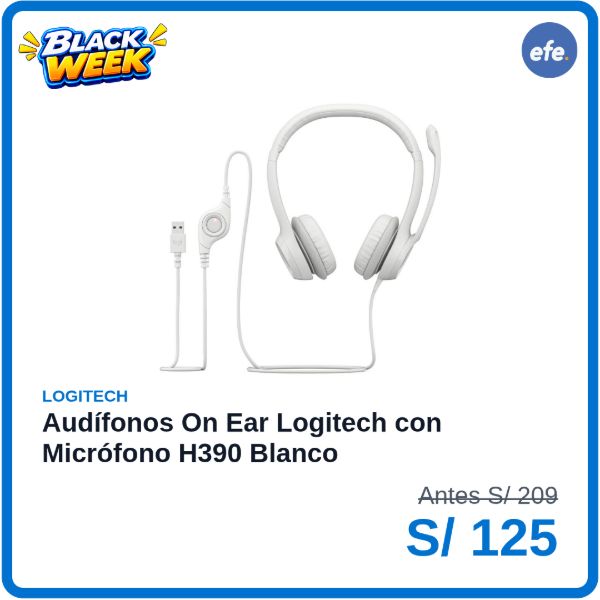 BLACK
WEEK
efe.
LOGITECH
Audífonos On Ear Logitech con
Micrófono H390 Blanco
Antes S/ 209
S/ 125